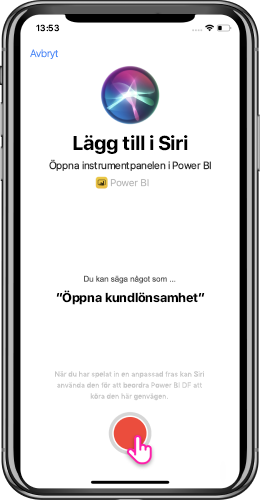 13:53
Avbryt
Lägg till i Siri
Öppna instrumentpanelen i Power BI
Power BI
Du kan säga något som ...
”Öppna kundlönsamhet”
När du har spelat in en anpassad fras kan Siri
använda den för att beordra Power BI DF att
köra den här genvägen.